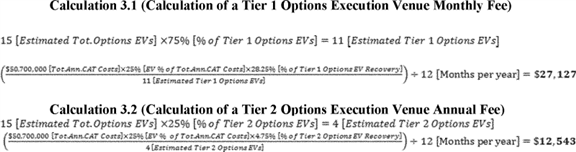 Calculation 3.1 (Calculation of a Tier 1 Options Execution Venue Monthly Fee)
15 [Estimated Tot.Options EVs] ×75% [% of Tier 1 Options EVs] = 11 [Estimated Tier 1 Options EVs]
($50,700,000 [Tot.Ann.CAT Costs]×25% [EV % of Tot.Ann.CAT Costs]×28.25% [% of Tier 1 Options EV Recovery] / 11 [Estimated Tier 1 Options EVs]) ÷ 12 [Months per year] = $27,127
Calculation 3.2 (Calculation of a Tier 2 Options Execution Venue Annual Fee)
15 [Estimated Tot.Options EVs] ×25% [% of Tier 2 Options EVs] = 4 [Estimated Tier 2 Options EVs]
($50,700,000 [Tot.Ann.CAT Costs]×25% [EV % of Tot.Ann.CAT Costs]×4.75% [% of Tier 2 Options EV Recovery] / 4 [Estimated Tier 2 Options EVs]) ÷ 12 [Months per year] = $12,543